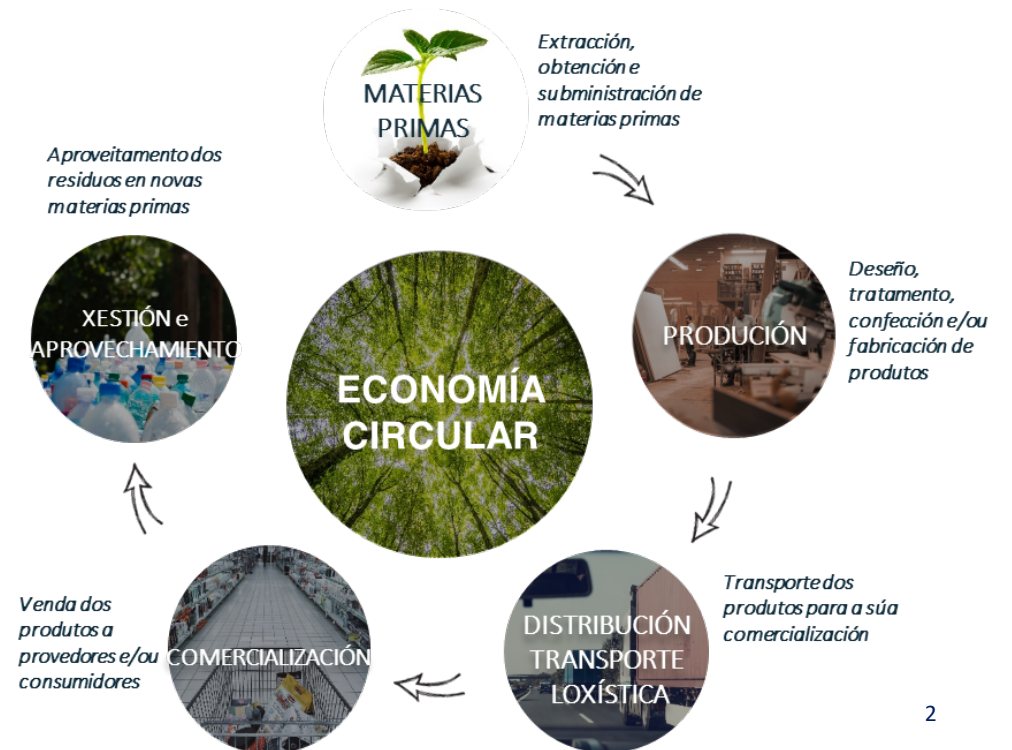 MATERIAS
PRIMAS
Extracción,
obtención e
subministración de
materias primas
PRODUCIÓN
Deseño,
tratamento,
confección e/ou
fabricación de
produtos
DISTRIBUCIÓN
TRANSPORTE
LOXÍSTICA
Transporte dos
produtos para a súa
comercialización
COMERCIALIZACIÓN
Venda dos
produtos a
provedores e/ou
consumidores
XESTIÓN e
APROVECHAMIENTO
Aproveitamento dos
residuos en novas
materias primas
ECONOMÍA
CIRCULAR
2